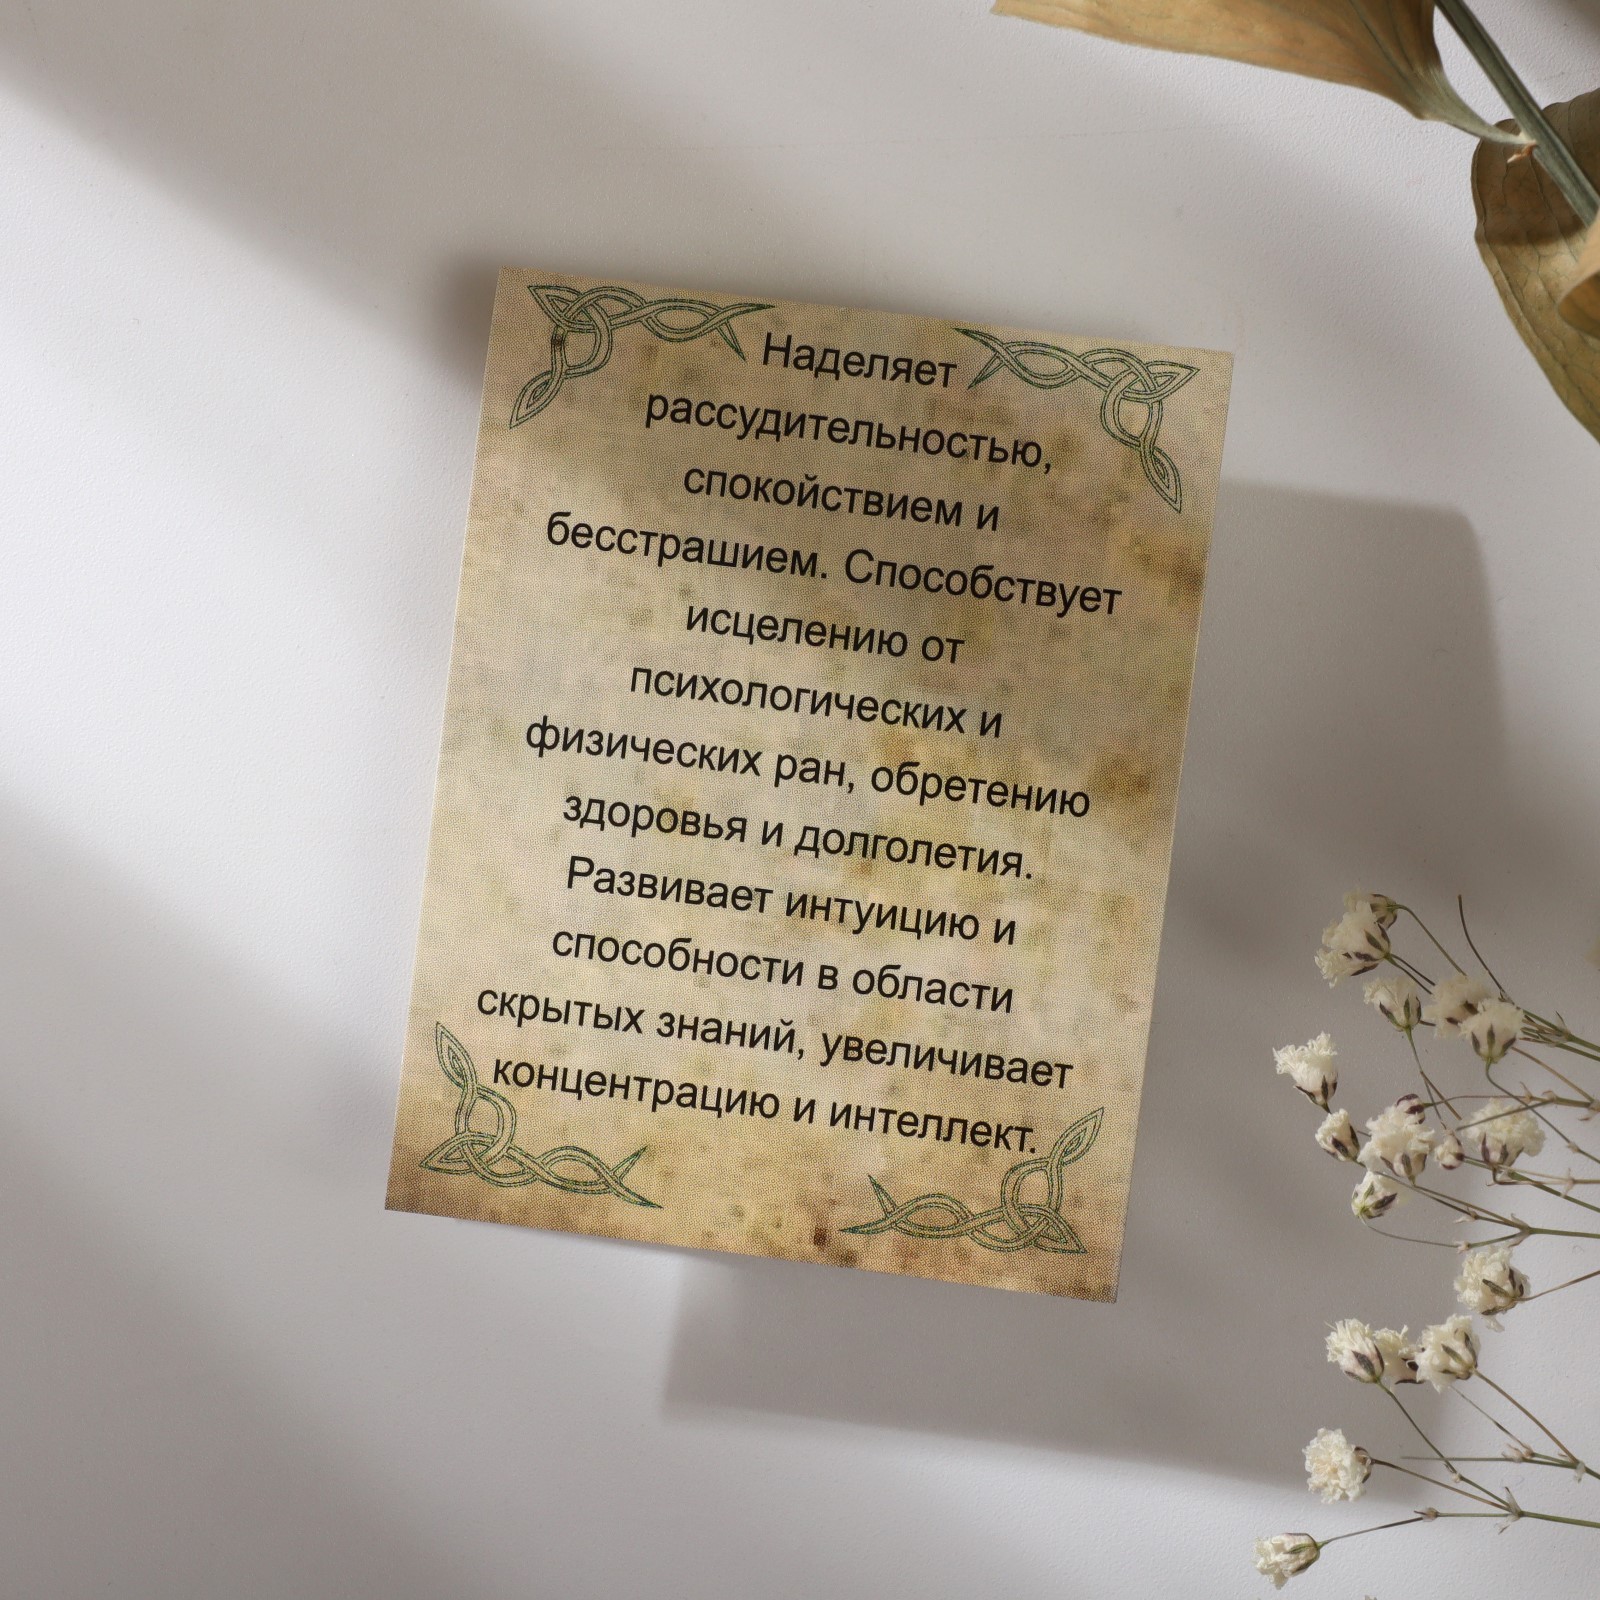 Наделяет
рассудительностью,
спокойствием и
бесстрашием. Способствует
исцелению от
психологических и
физических ран, обретению
здоровья и долголетия.
Развивает интуицию и
способности в области
скрытых знаний, увеличивает
концентрацию и интеллект.